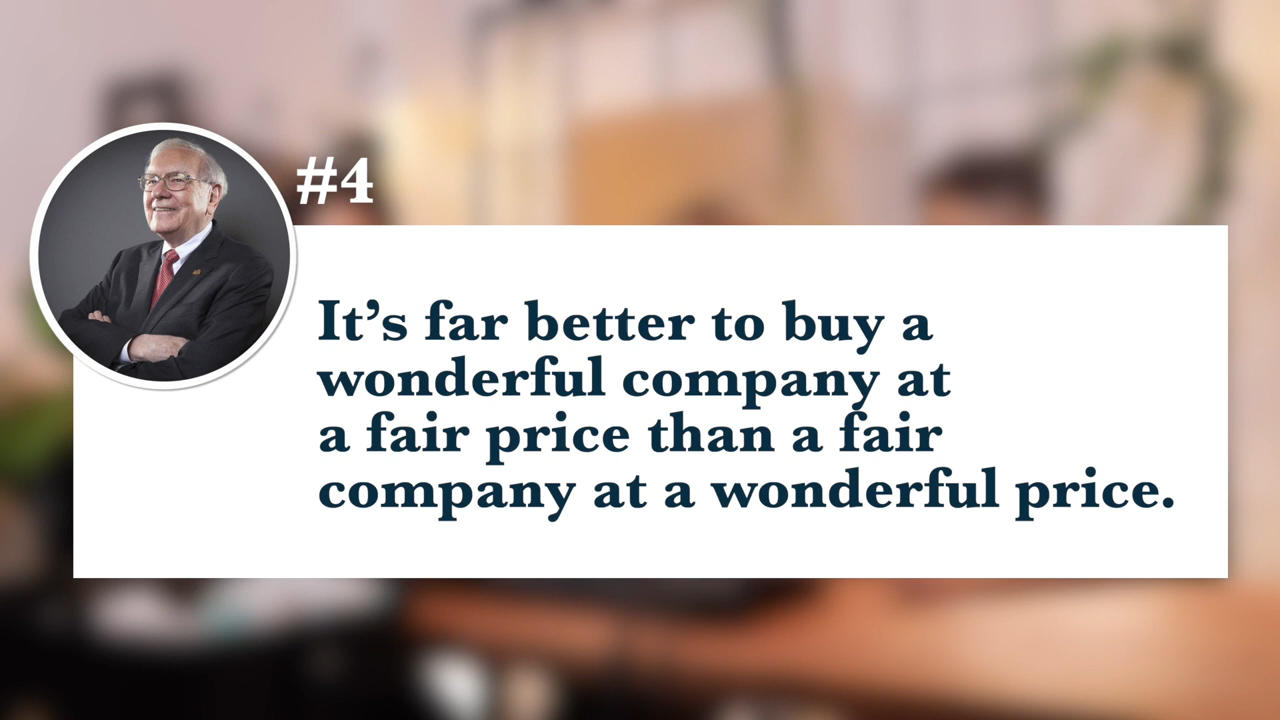 #4
It’s far better to buy a
wonderful company at
a fair price than a fair
company at a wonderful price.